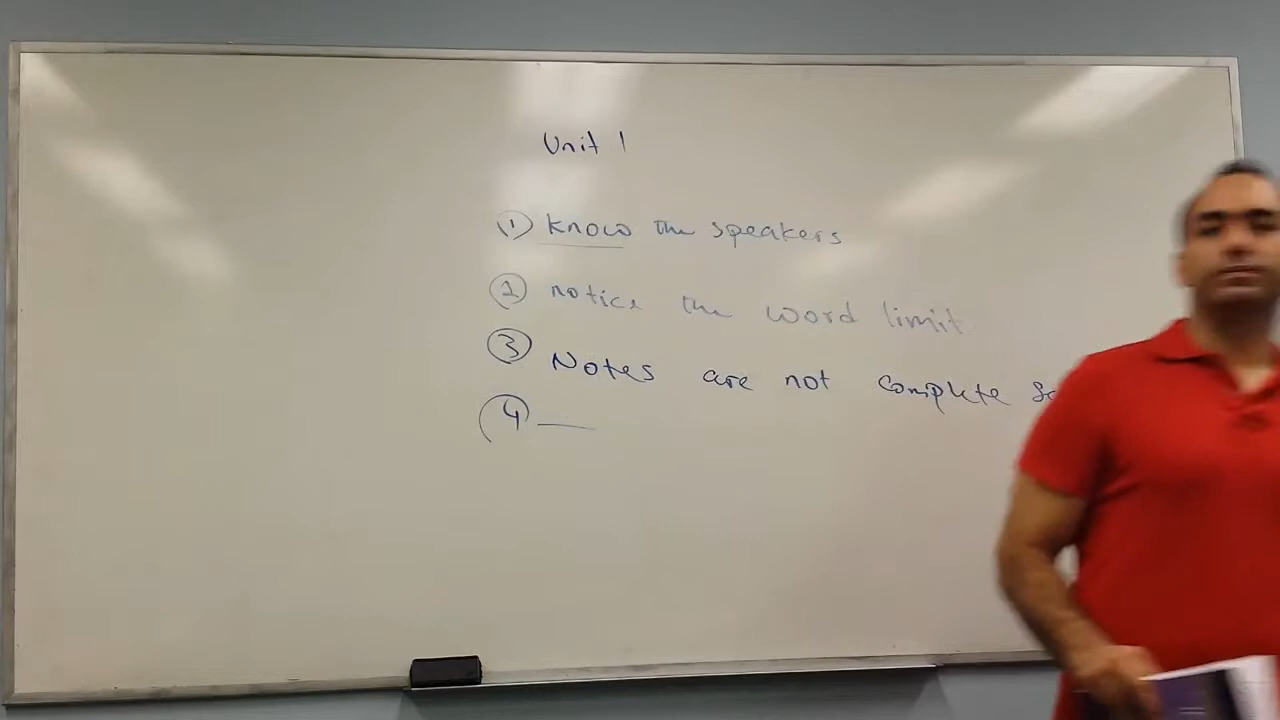 Unit 1
① know the speakers
② notice the word limit
③ Notes are not complete
④ —